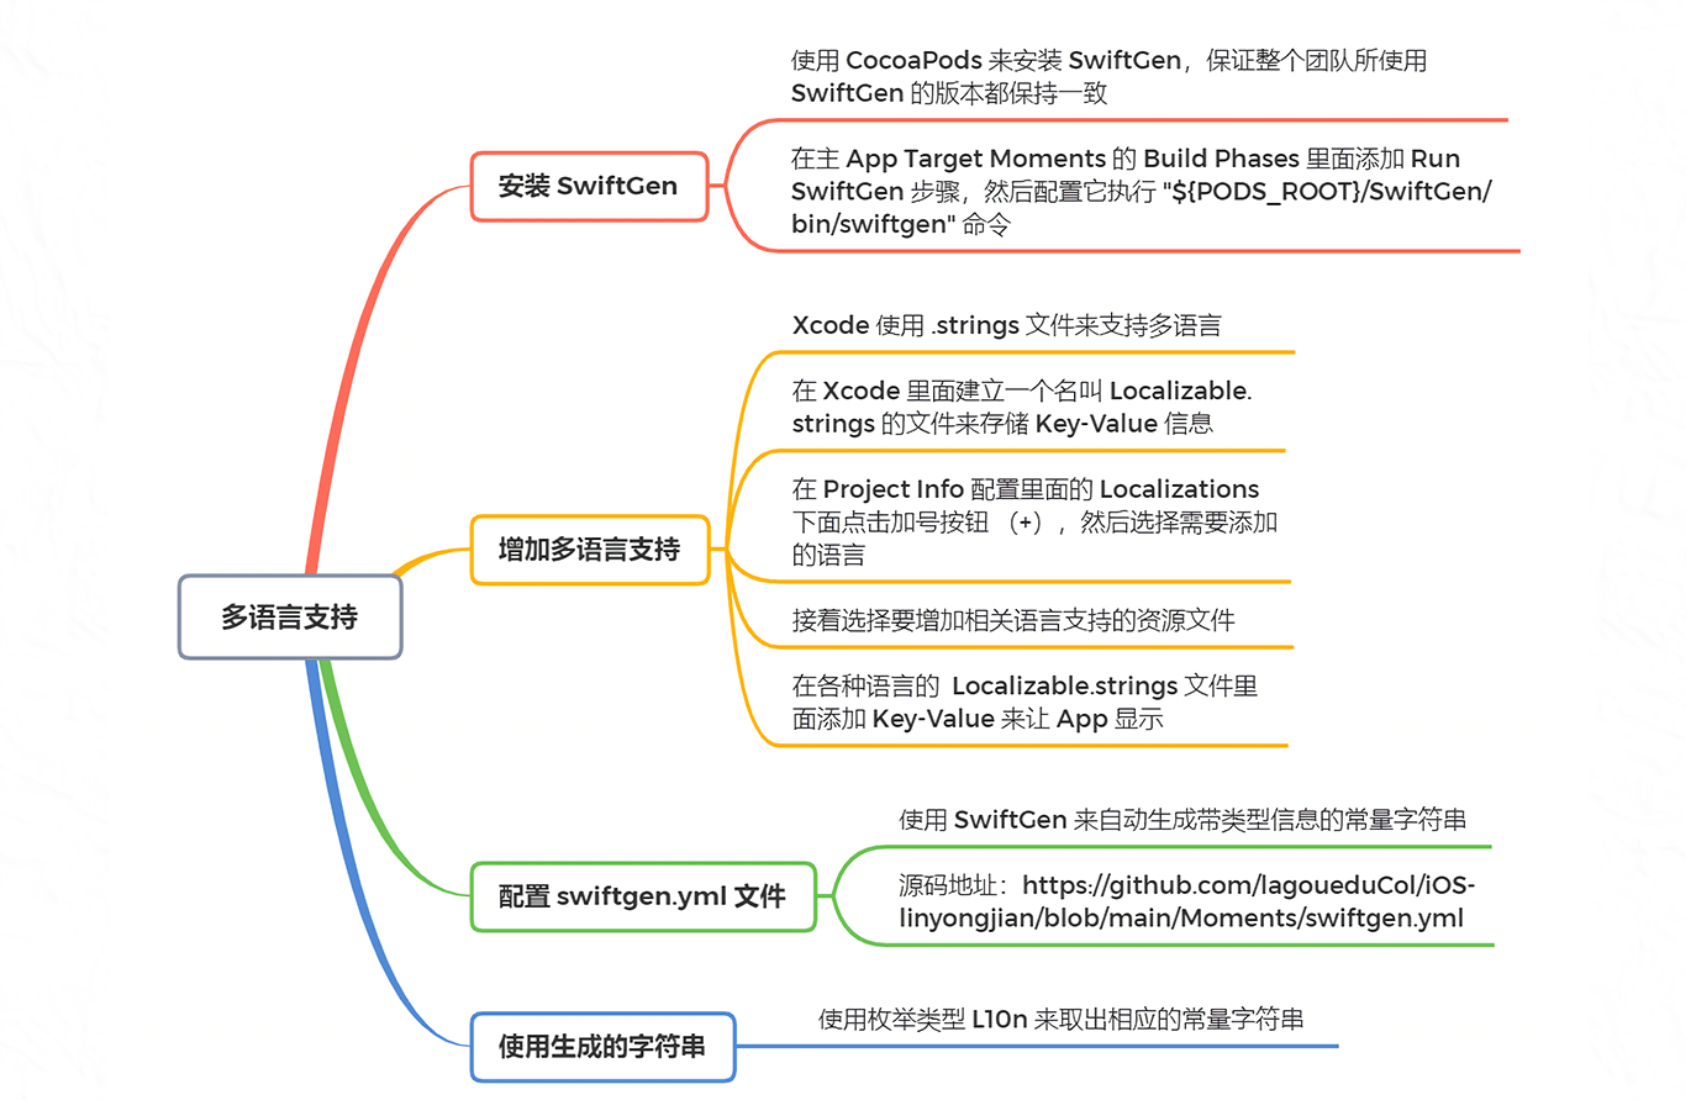 使用 CocoaPods 来安装 SwiftGen，保证整个团队所使用
SwiftGen 的版本都保持一致
在主 App Target Moments 的 Build Phases 里面添加 Run
SwiftGen 步骤，然后配置它执行 "${PODS_ROOT}/SwiftGen/
bin/swiftgen" 命令
安装 SwiftGen
Xcode 使用 .strings 文件来支持多语言
在 Xcode 里面建立一个名叫 Localizable.
strings 的文件来存储 Key-Value 信息
在 Project Info 配置里面的 Localizations
下面点击加号按钮 （+），然后选择需要添加
的语言
增加多语言支持
接着选择要增加相关语言支持的资源文件
在各种语言的 Localizable.strings 文件里
面添加 Key-Value 来让 App 显示
多语言支持
使用 SwiftGen 来自动生成带类型信息的常量字符串
配置 swiftgen.yml 文件
源码地址：https://github.com/lagoueduCol/iOS-
linyongjian/blob/main/Moments/swiftgen.yml
使用枚举类型 L10n 来取出相应的常量字符串
使用生成的字符串